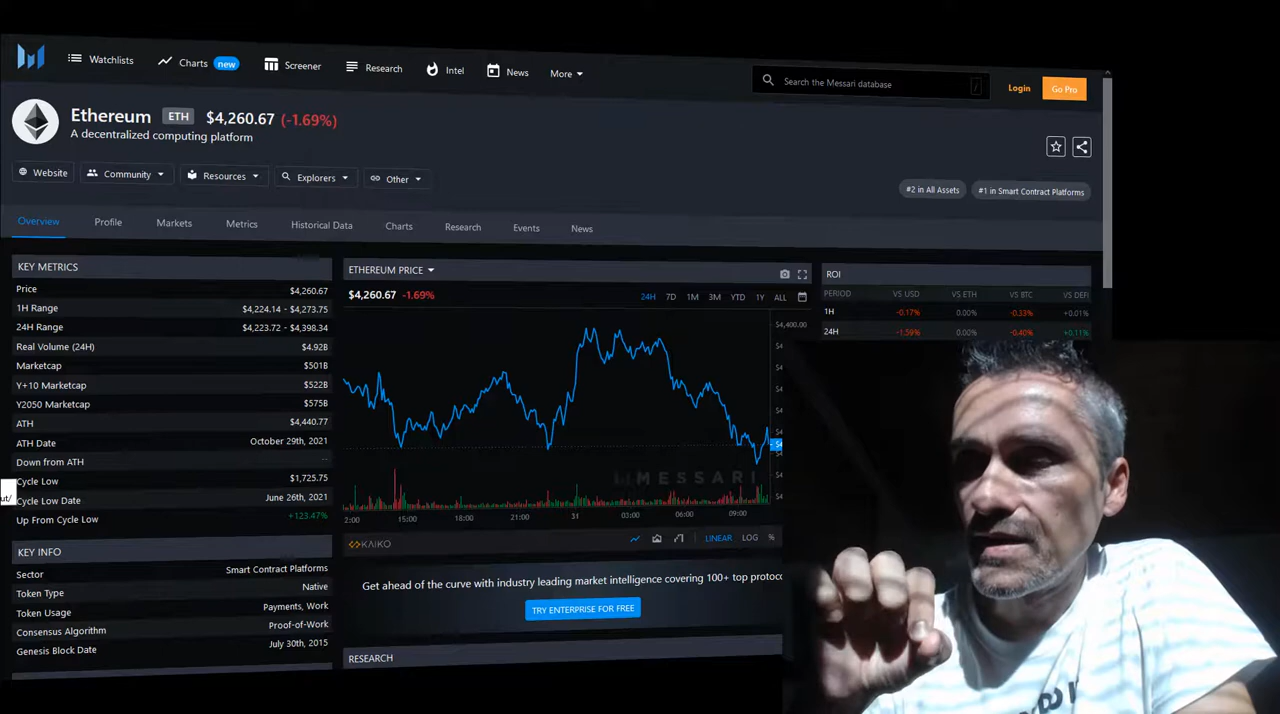 Watchlists Charts new Screener Research Intel News More Search the Messari database / Login Go Pro
Ethereum ETH $4,260.67 (-1.69%)
A decentralized computing platform
Website Community Resources Explorers Other
#2 in All Assets #1 in Smart Contract Platforms
Overview Profile Markets Metrics Historical Data Charts Research Events News
KEY METRICS
Price $4,260.67
1H Range $4,224.14 - $4,273.75
24H Range $4,223.72 - $4,398.34
Real Volume (24H) $4.92B
Marketcap $501B
Y+10 Marketcap $522B
Y2050 Marketcap $575B
ATH $4,440.77
ATH Date October 29th, 2021
Down from ATH --
Cycle Low $1,725.75
ut/
Cycle Low Date June 26th, 2021
Up From Cycle Low +123.47%
KEY INFO
Sector Smart Contract Platforms
Token Type Native
Token Usage Payments, Work
Consensus Algorithm Proof-of-Work
Genesis Block Date July 30th, 2015
ETHEREUM PRICE
$4,260.67 -1.69% 24H 7D 1M 3M YTD 1Y ALL
$4,400.00
MESSARI
2:00 15:00 18:00 21:00 31 03:00 06:00 09:00
KAIKO LINEAR LOG %
Get ahead of the curve with industry leading market intelligence covering 100+ top protoc
TRY ENTERPRISE FOR FREE
RESEARCH
ROI
PERIOD VS USD VS ETH VS BTC VS DEFI
1H -0.17% 0.00% -0.33% +0.01%
24H -1.59% 0.00% -0.40% +0.11%